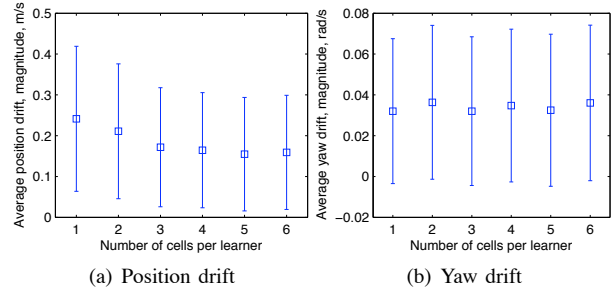 Average position drift, magnitude, m/s
0.5
0.4
0.3
0.2
0.1
0
1 2 3 4 5 6
Number of cells per learner
(a) Position drift
Average yaw drift, magnitude, rad/s
0.08
0.06
0.04
0.02
0
−0.02
1 2 3 4 5 6
Number of cells per learner
(b) Yaw drift